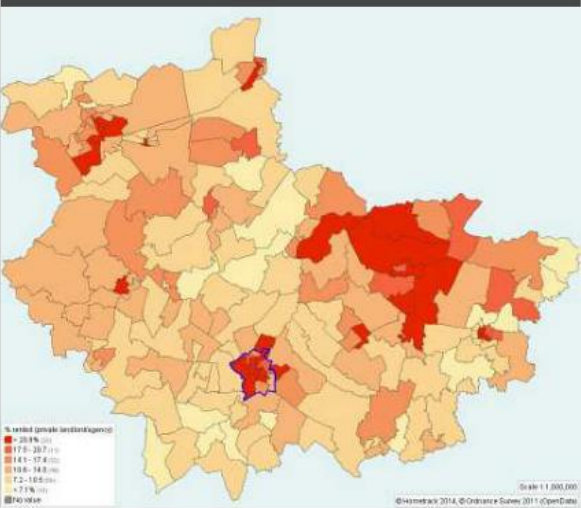 % rented (private landlord/agency)
> 20.8%
17.5 - 20.7
14.1 - 17.4
10.6 - 14.0
7.2 - 10.5
< 7.1%
No value
Scale 1:1,000,000
© Hometrack 2014, © Ordnance Survey 2011 (OpenData)